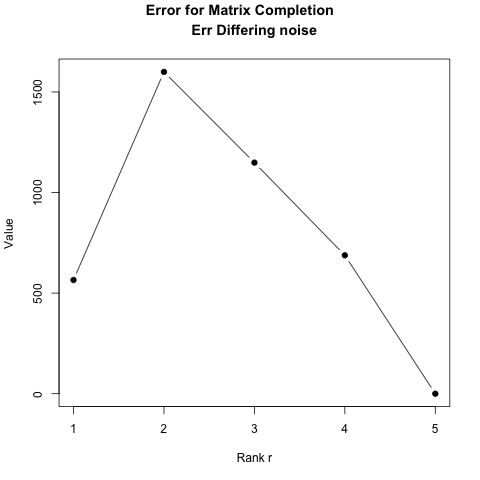 Error for Matrix Completion
Err Differing noise
Value
1500
1000
500
0
1 2 3 4 5
Rank r